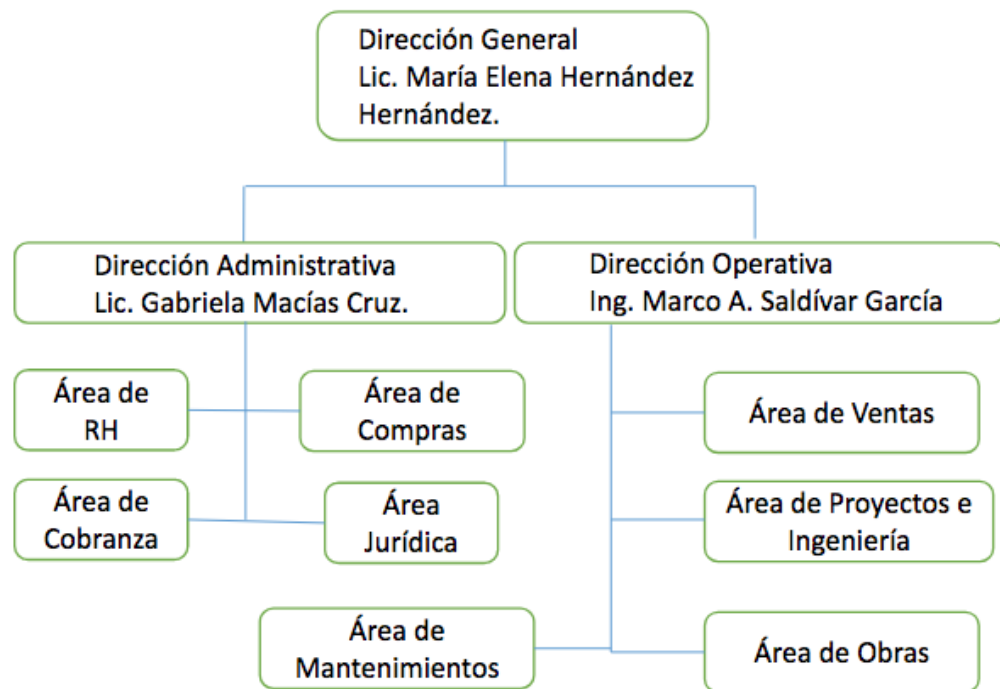 Dirección General
Lic. María Elena Hernández
Hernández.
Dirección Administrativa
Lic. Gabriela Macías Cruz.
Dirección Operativa
Ing. Marco A. Saldívar García
Área de
RH
Área de
Compras
Área de
Cobranza
Área
Jurídica
Área de Ventas
Área de Proyectos e
Ingeniería
Área de
Mantenimientos
Área de Obras